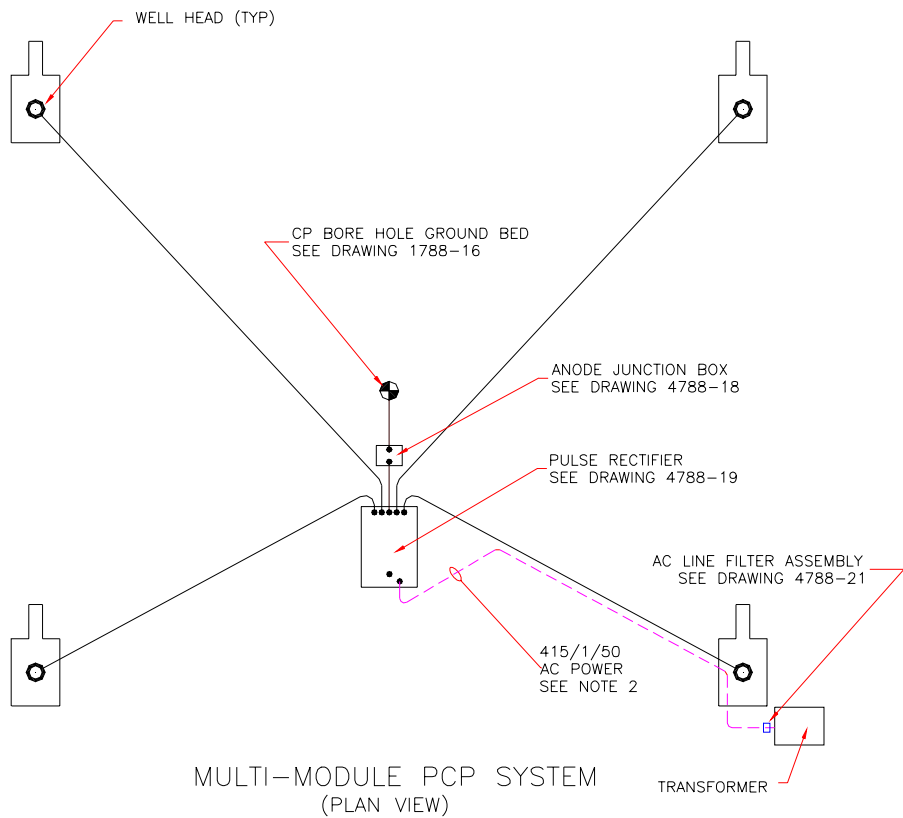 WELL HEAD (TYP)
CP BORE HOLE GROUND BED
SEE DRAWING 1788-16
ANODE JUNCTION BOX
SEE DRAWING 4788-18
PULSE RECTIFIER
SEE DRAWING 4788-19
AC LINE FILTER ASSEMBLY
SEE DRAWING 4788-21
415/1/50
AC POWER
SEE NOTE 2
TRANSFORMER
MULTI-MODULE PCP SYSTEM
(PLAN VIEW)